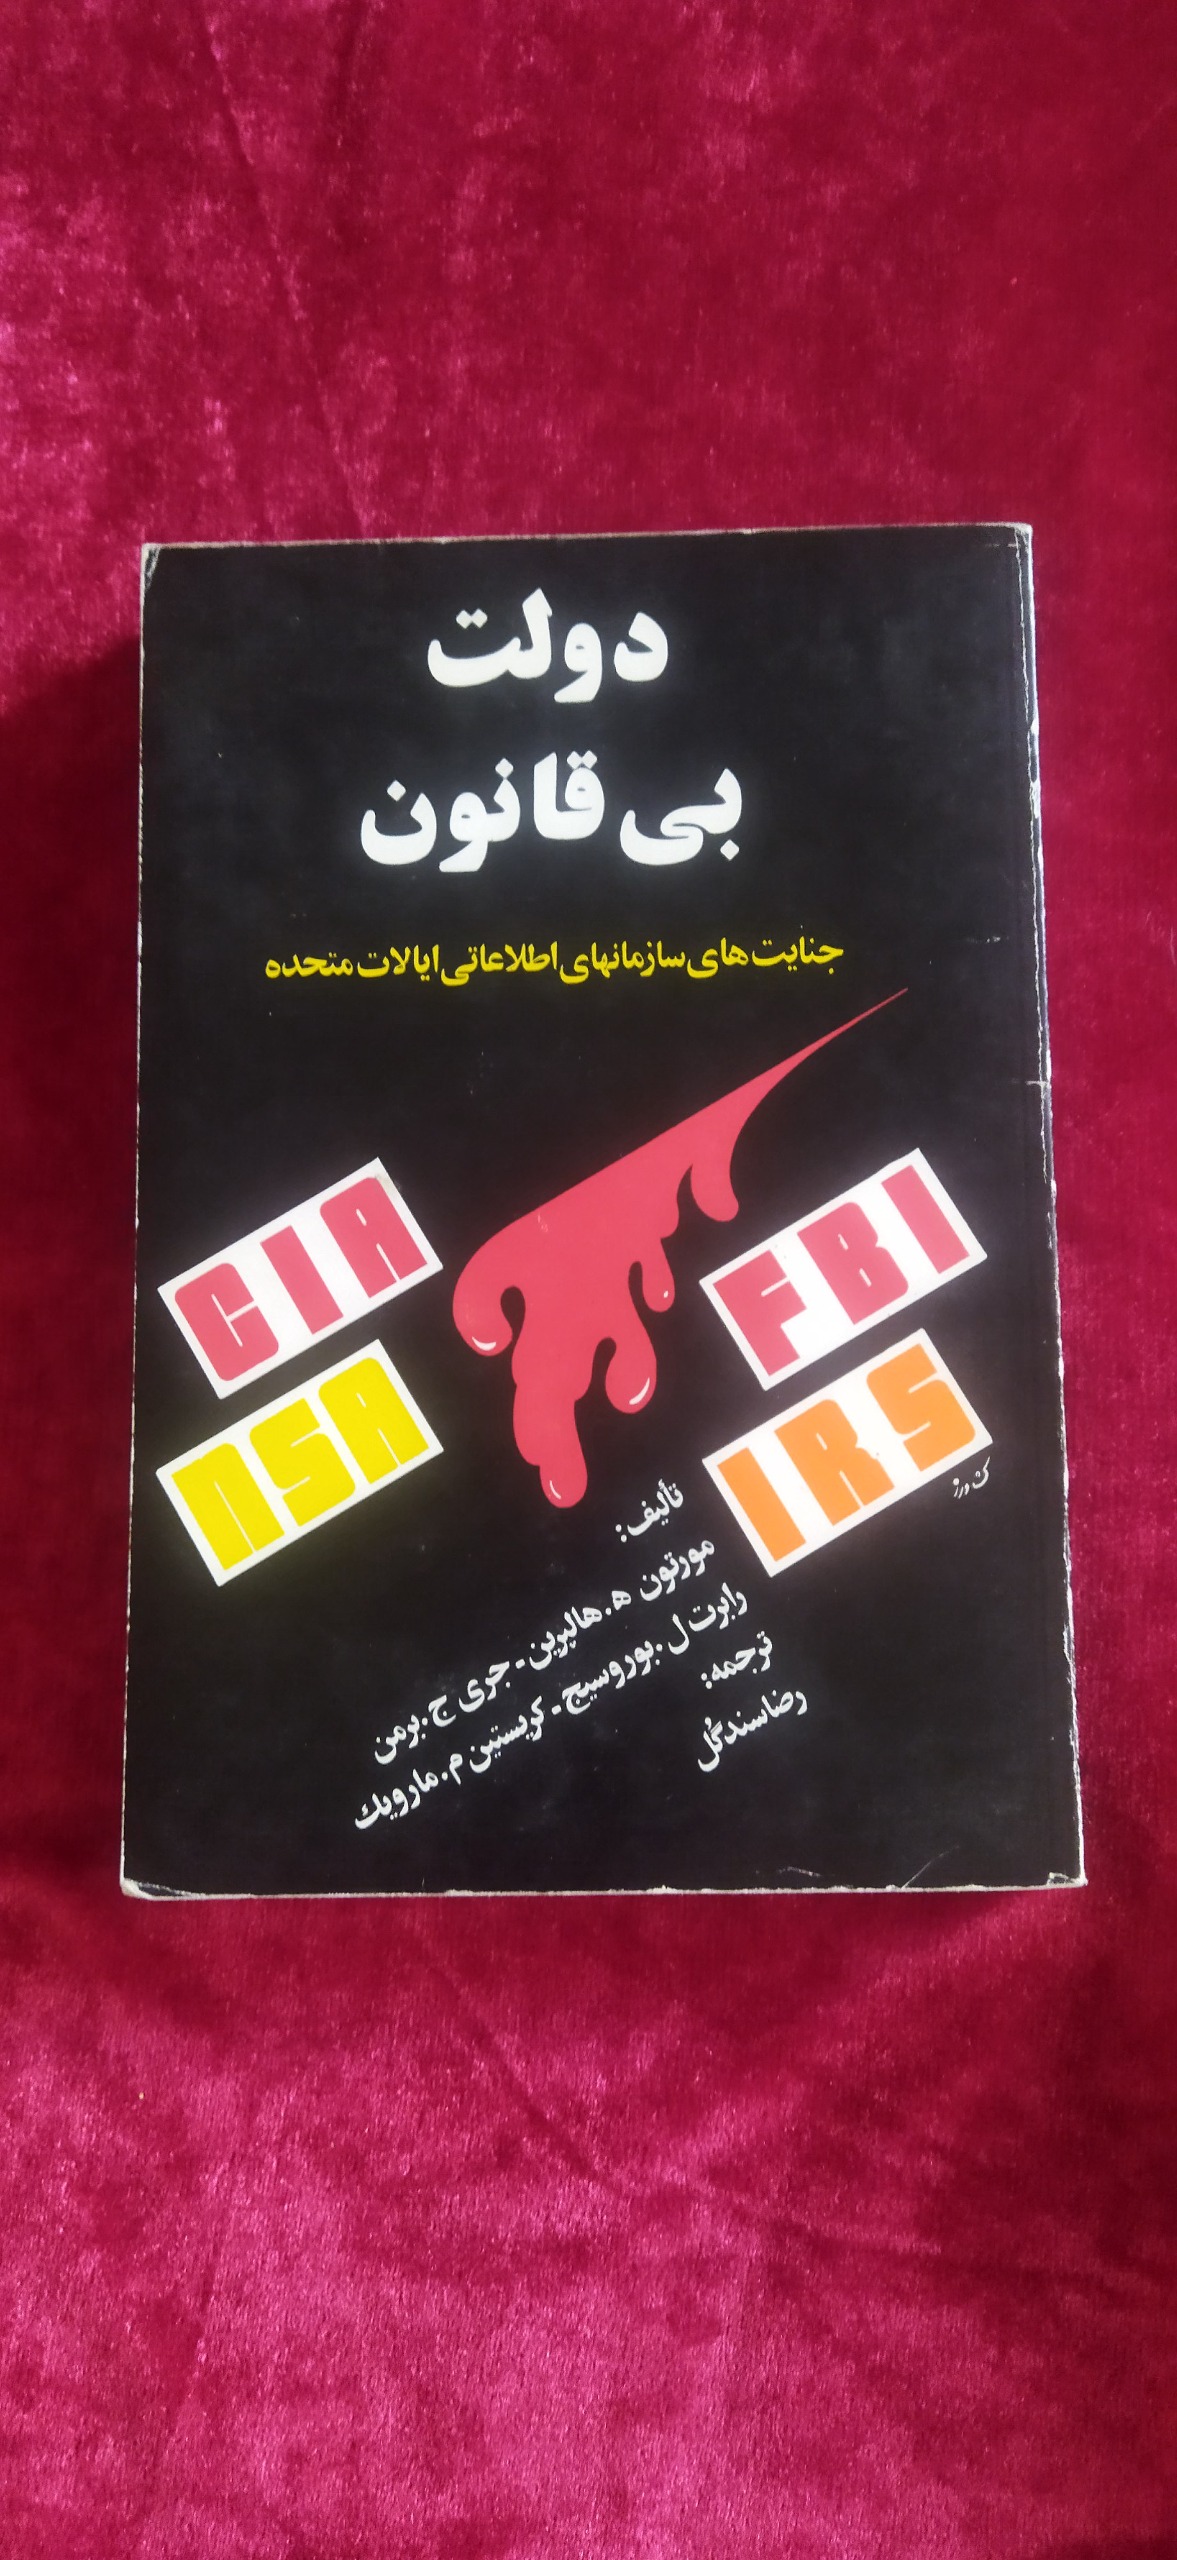 دولت
بی قانون
جنایت های سازمانهای اطلاعاتی ایالات متحده
CIA
FBI
NSA
IRS
تألیف:
مورتون ه. هالپرین - جری ج. برمن
رابرت ل. بوروسیج - کریستین م. مارویك
ترجمه:
رضا سندگل